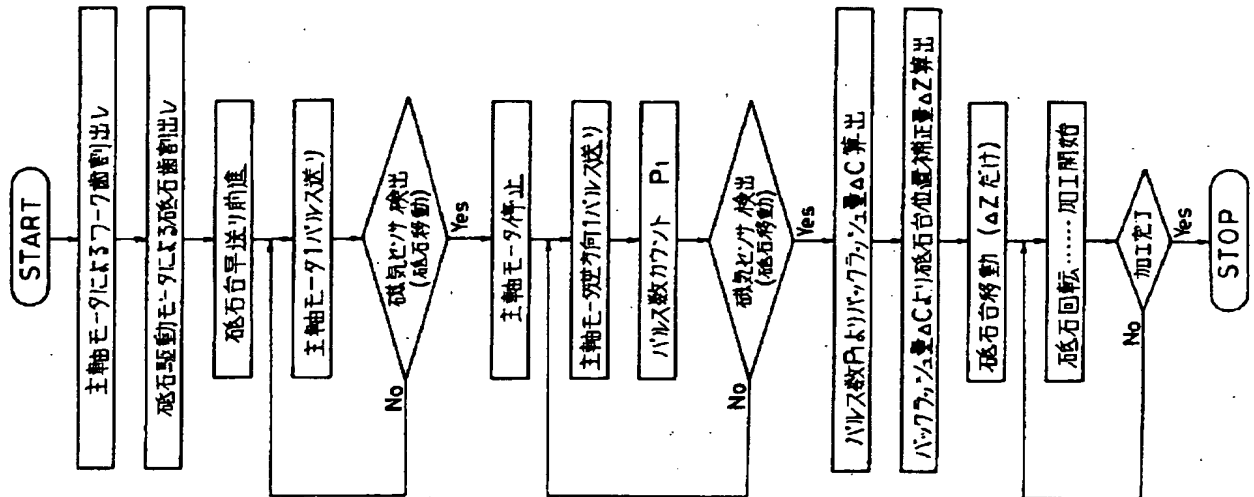 START
主軸モータによるワーク歯割出し
砥石駆動モータによる砥石歯割出し
砥石台早送り前進
主軸モータ1パルス送り
磁気センサ検出
(砥石移動)
No
Yes
主軸モータ停止
主軸モータ逆方向1パルス送り
パルス数カウント P1
磁気センサ検出
(砥石移動)
No
Yes
パルス数P1よりバックラッシュ量ΔC算出
バックラッシュ量ΔCより砥石台位置補正量ΔZ算出
砥石台移動 (ΔZだけ)
砥石回転……加工開始
加工完了
No
Yes
STOP